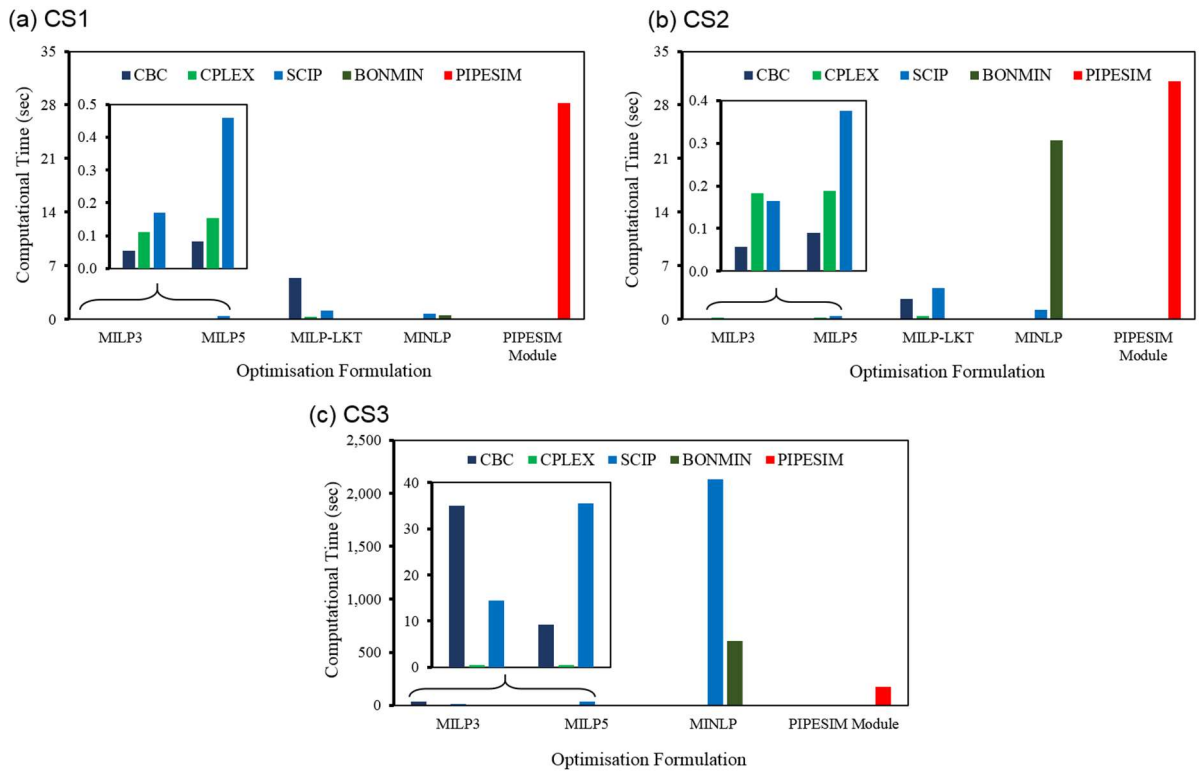 (a) CS1
35
28
21
14
7
0
Computational Time (sec)
CBC CPLEX SCIP BONMIN PIPESIM
0.5
0.4
0.3
0.2
0.1
0.0
MILP3 MILP5 MILP-LKT MINLP PIPESIM
Module
Optimisation Formulation
(b) CS2
35
28
21
14
7
0
Computational Time (sec)
CBC CPLEX SCIP BONMIN PIPESIM
0.4
0.3
0.2
0.1
0.0
MILP3 MILP5 MILP-LKT MINLP PIPESIM
Module
Optimisation Formulation
(c) CS3
2,500
2,000
1,500
1,000
500
0
Computational Time (sec)
CBC CPLEX SCIP BONMIN PIPESIM
40
30
20
10
0
MILP3 MILP5 MINLP PIPESIM Module
Optimisation Formulation